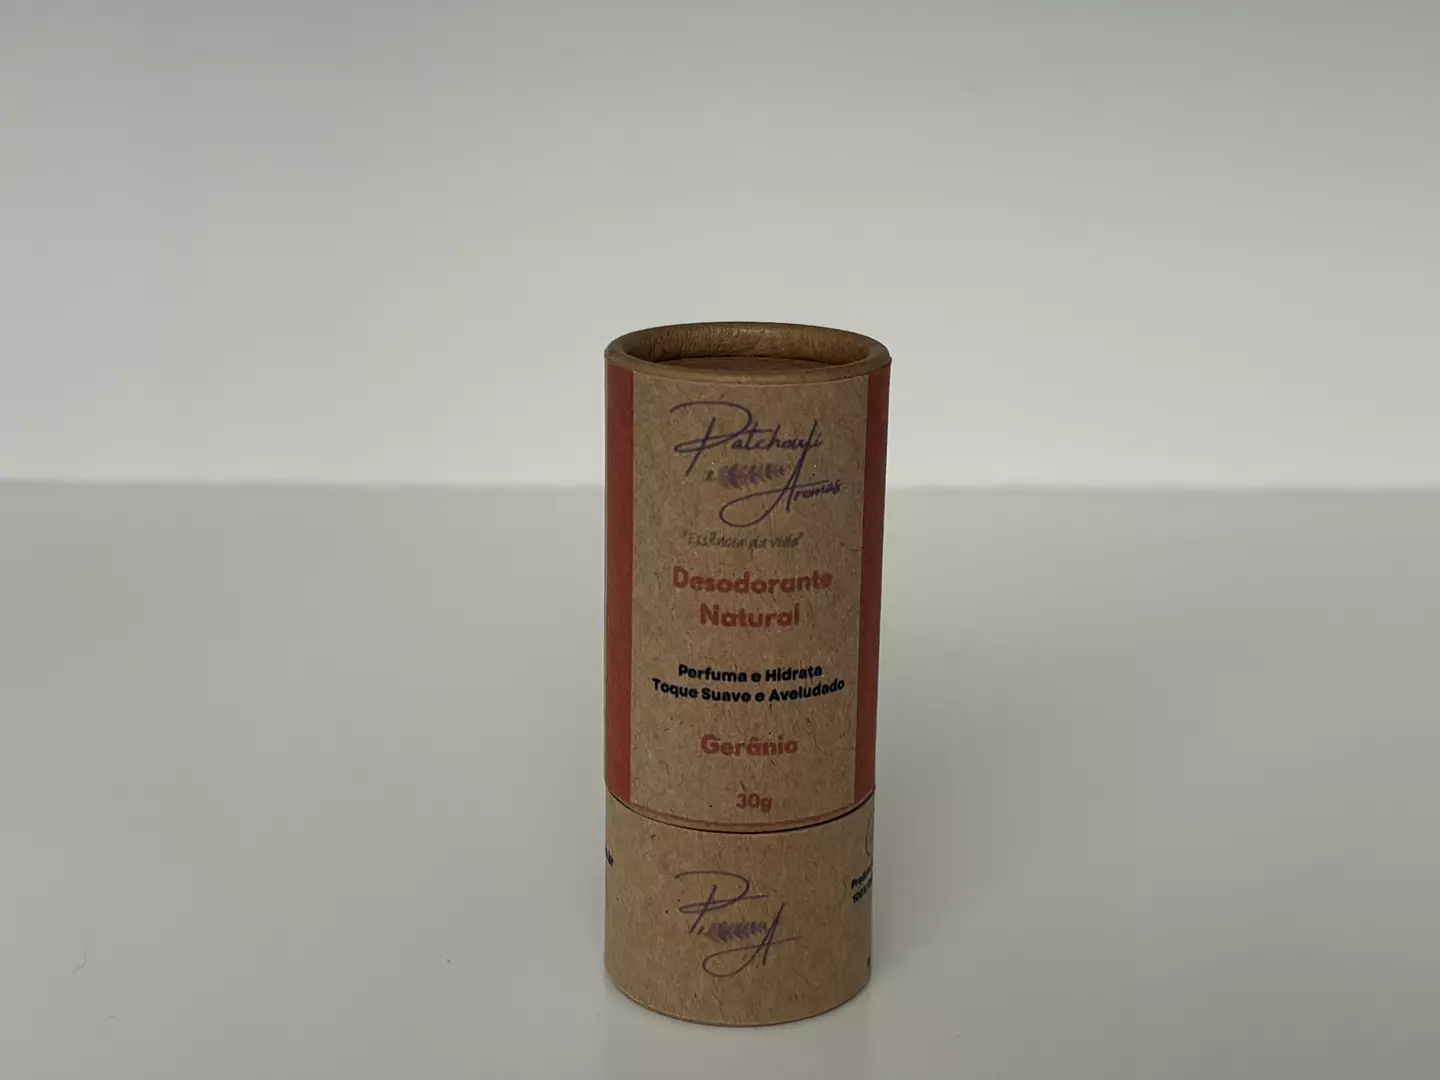 Patchouli
e
Aromas
"Essência da vida"
Desodorante
Natural
Perfuma e Hidrata
Toque Suave e Aveludado
Gerânio
30g
P e A